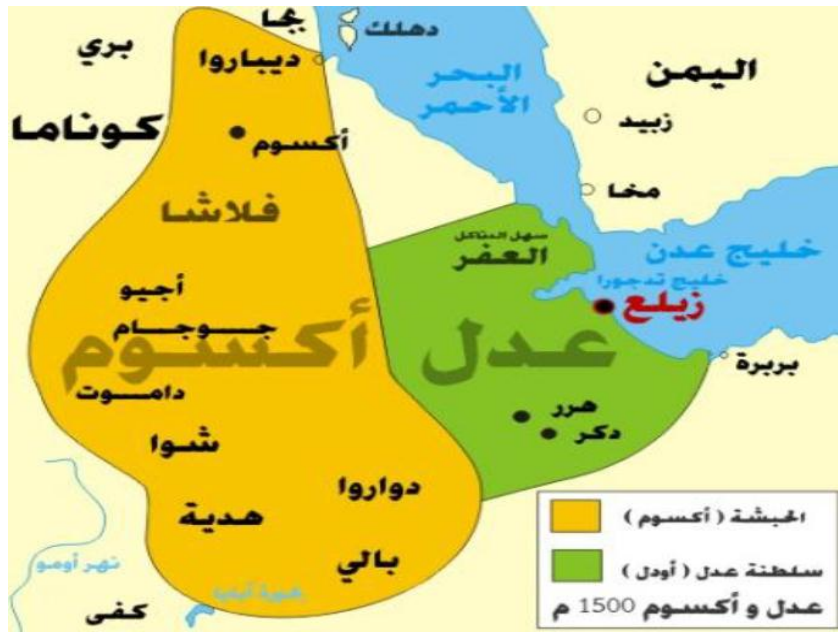 بجا
دهلك
بري
ديباروا
اليمن
البحر
الأحمر
كوناما
أكسوم
زبيد
مخا
فلاشا
سهل الدناكل
العفر
خليج عدن
خليج تدجورا
زيلع
أجيو
جوجام
عدل
أكسوم
بربرة
داموت
هرر
دكر
شوا
دواروا
هدية
بالي
نهر أومو
كفى
الحبشة ( أكسوم )
سلطنة عدل ( أودل )
عدل و أكسوم 1500 م